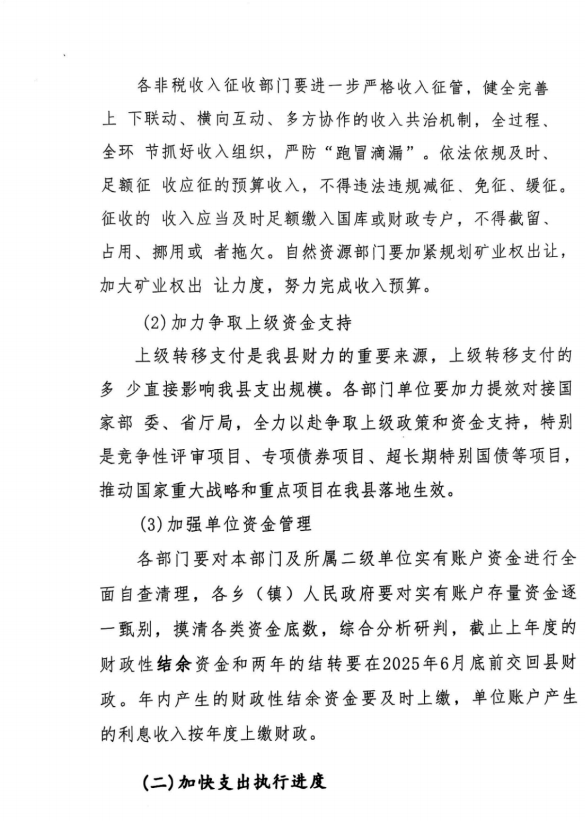 各非税收入征收部门要进一步严格收入征管，健全完善
上 下联动、横向互动、多方协作的收入共治机制，全过程、
全环 节抓好收入组织，严防“跑冒滴漏”。依法依规及时、
足额征 收应征的预算收入，不得违法违规减征、免征、缓征。
征收的 收入应当及时足额缴入国库或财政专户，不得截留、
占用、挪用或 者拖欠。自然资源部门要加紧规划矿业权出让，
加大矿业权出 让力度，努力完成收入预算。
(2)加力争取上级资金支持
上级转移支付是我县财力的重要来源，上级转移支付的
多 少直接影响我县支出规模。各部门单位要加力提效对接国
家部 委、省厅局，全力以赴争取上级政策和资金支持，特别
是竞争性评审项目、专项债券项目、超长期特别国债等项目，
推动国家重大战略和重点项目在我县落地生效。
(3)加强单位资金管理
各部门要对本部门及所属二级单位实有账户资金进行全
面自查清理，各乡（镇）人民政府要对实有账户存量资金逐
一甄别，摸清各类资金底数，综合分析研判，截止上年度的
财政性结余资金和两年的结转要在2025年6月底前交回县财
政。年内产生的财政性结余资金要及时上缴，单位账户产生
的利息收入按年度上缴财政。
(二)加快支出执行进度